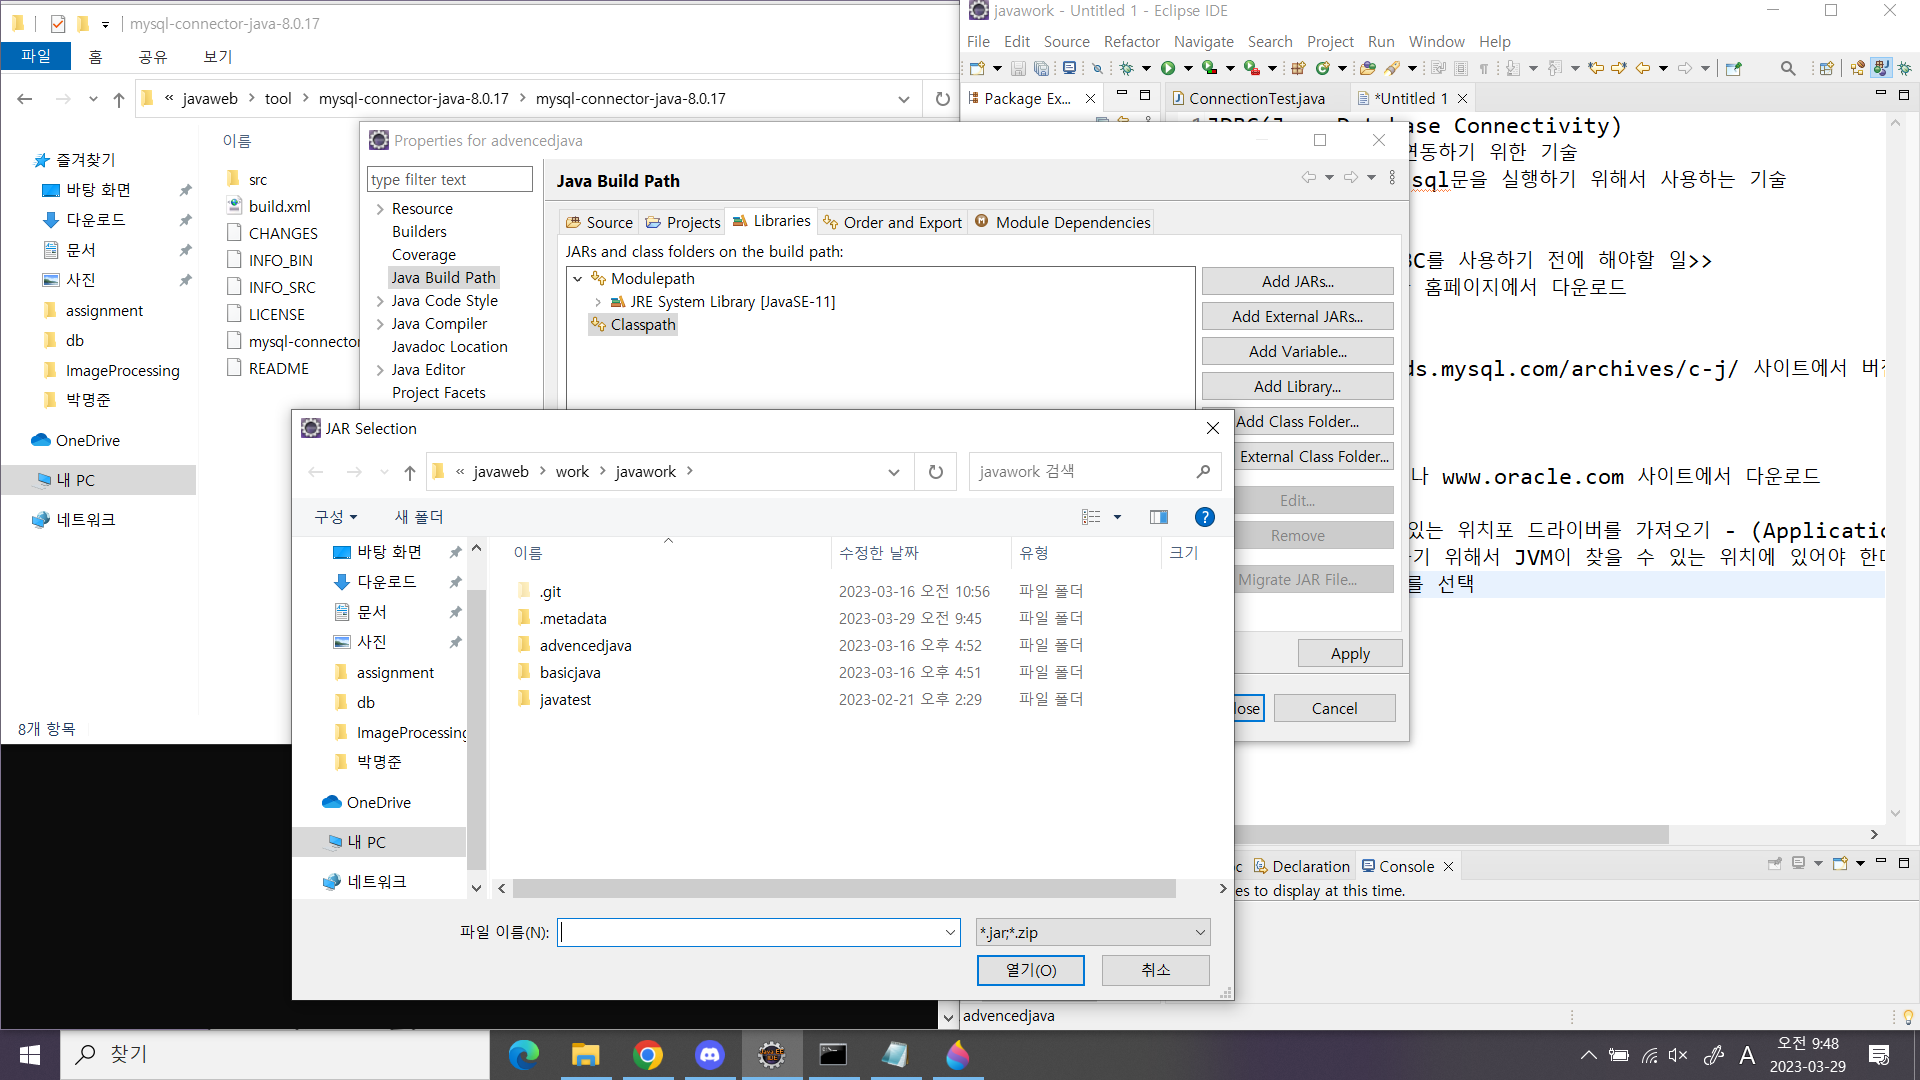 mysql-connector-java-8.0.17
파일
홈
공유
보기
« javaweb > tool > mysql-connector-java-8.0.17 > mysql-connector-java-8.0.17
즐겨찾기
바탕 화면
다운로드
문서
사진
assignment
db
ImageProcessing
박명준
OneDrive
내 PC
네트워크
이름
src
build.xml
CHANGES
INFO_BIN
INFO_SRC
LICENSE
mysql-connector
README
8개 항목
javawork - Untitled 1 - Eclipse IDE
File Edit Source Refactor Navigate Search Project Run Window Help
Package Ex...
ConnectionTest.java
*Untitled 1
ase Connectivity)
연동하기 위한 기술
sql문을 실행하기 위해서 사용하는 기술
BC를 사용하기 전에 해야할 일>>
홈페이지에서 다운로드
ds.mysql.com/archives/c-j/ 사이트에서 버전
나 www.oracle.com 사이트에서 다운로드
있는 위치포 드라이버를 가져오기 - (Applicatio
기 위해서 JVM이 찾을 수 있는 위치에 있어야 한다
를 선택
Properties for advencedjava
type filter text
Resource
Builders
Coverage
Java Build Path
Java Code Style
Java Compiler
Javadoc Location
Java Editor
Project Facets
Java Build Path
Source
Projects
Libraries
Order and Export
Module Dependencies
JARs and class folders on the build path:
Modulepath
JRE System Library [JavaSE-11]
Classpath
Add JARs...
Add External JARs...
Add Variable...
Add Library...
Add Class Folder...
External Class Folder...
Edit...
Remove
Migrate JAR File...
Apply
lose
Cancel
JAR Selection
« javaweb > work > javawork >
javawork 검색
구성
새 폴더
바탕 화면
다운로드
문서
사진
assignment
db
ImageProcessing
박명준
OneDrive
내 PC
네트워크
이름 수정한 날짜 유형 크기
.git 2023-03-16 오전 10:56 파일 폴더
.metadata 2023-03-29 오전 9:45 파일 폴더
advencedjava 2023-03-16 오후 4:52 파일 폴더
basicjava 2023-03-16 오후 4:51 파일 폴더
javatest 2023-02-21 오후 2:29 파일 폴더
파일 이름(N):
*.jar;*.zip
열기(O)
취소
Declaration
Console
es to display at this time.
advencedjava
찾기
A
오전 9:48
2023-03-29